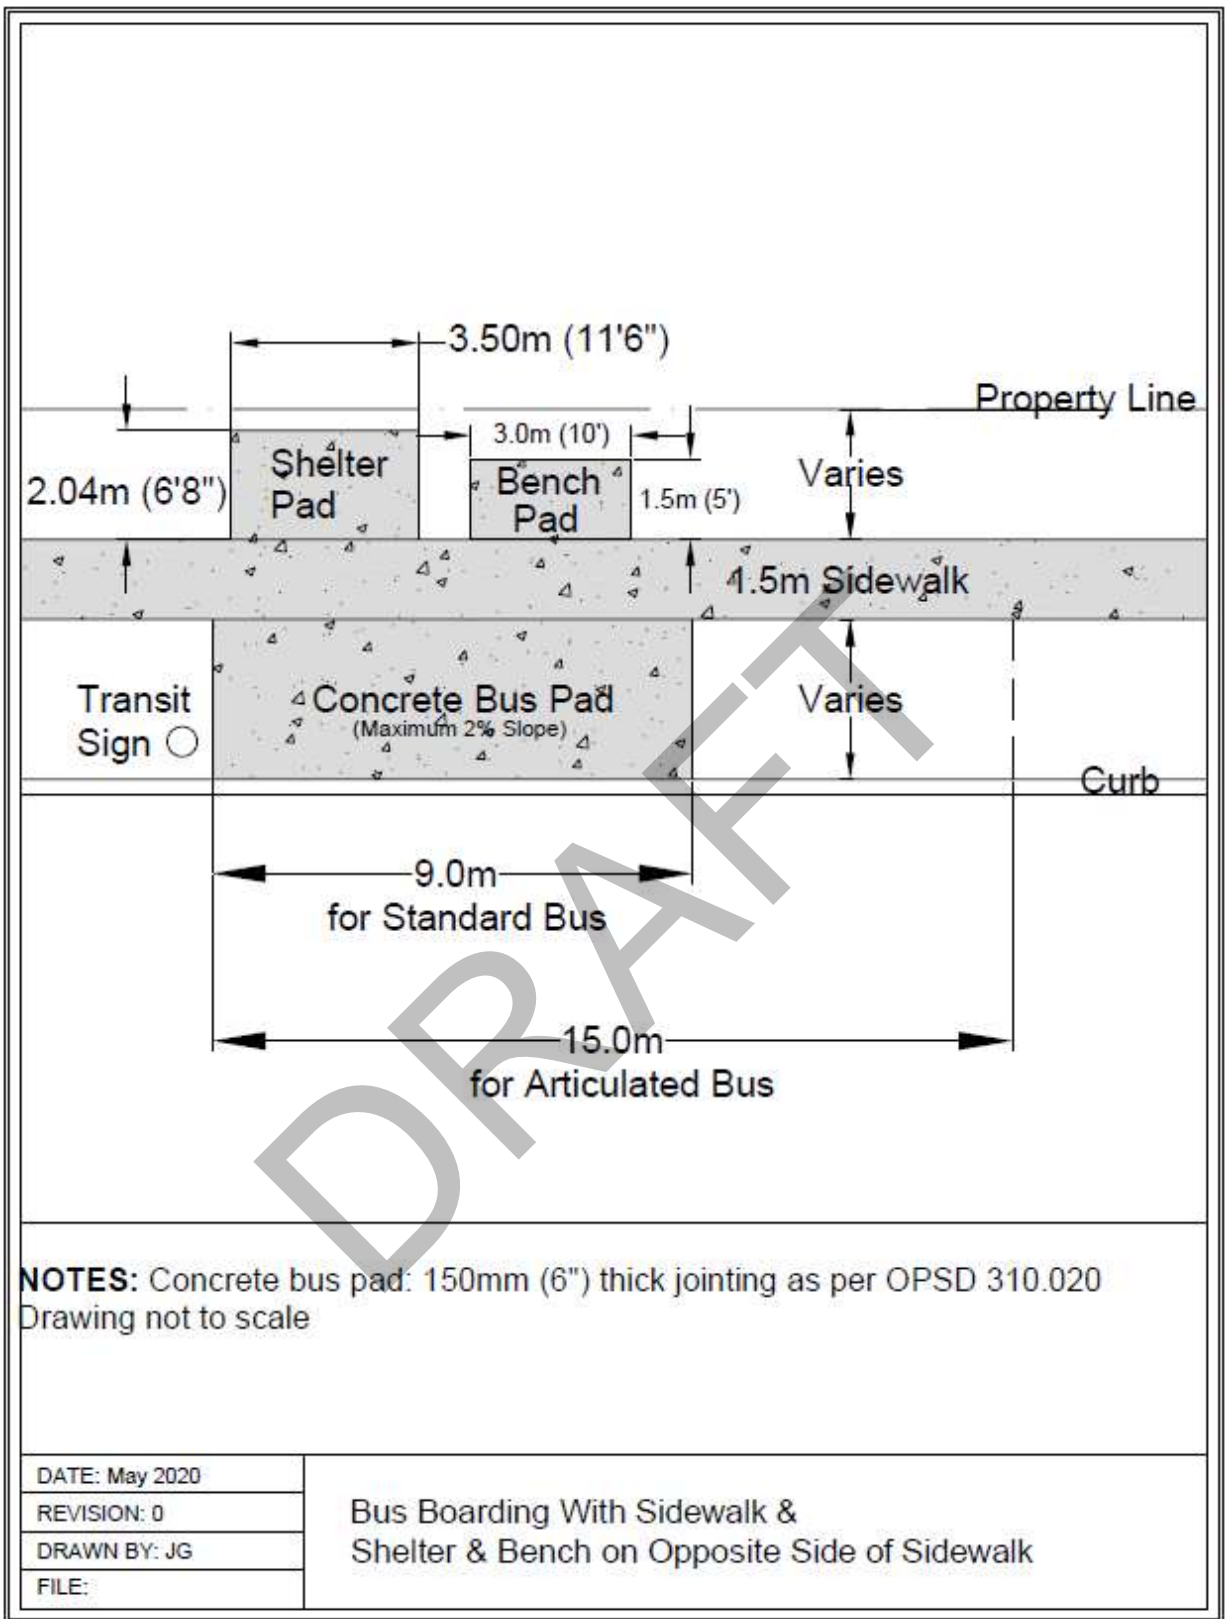 3.50m (11'6")
Property Line
3.0m (10')
Shelter
Pad
2.04m (6'8")
Bench
Pad
1.5m (5')
Varies
1.5m Sidewalk
Transit
Sign
Concrete Bus Pad
(Maximum 2% Slope)
Varies
Curb
9.0m
for Standard Bus
15.0m
for Articulated Bus
DRAFT
NOTES: Concrete bus pad: 150mm (6") thick jointing as per OPSD 310.020
Drawing not to scale
DATE: May 2020
REVISION: 0
DRAWN BY: JG
FILE:
Bus Boarding With Sidewalk &
Shelter & Bench on Opposite Side of Sidewalk